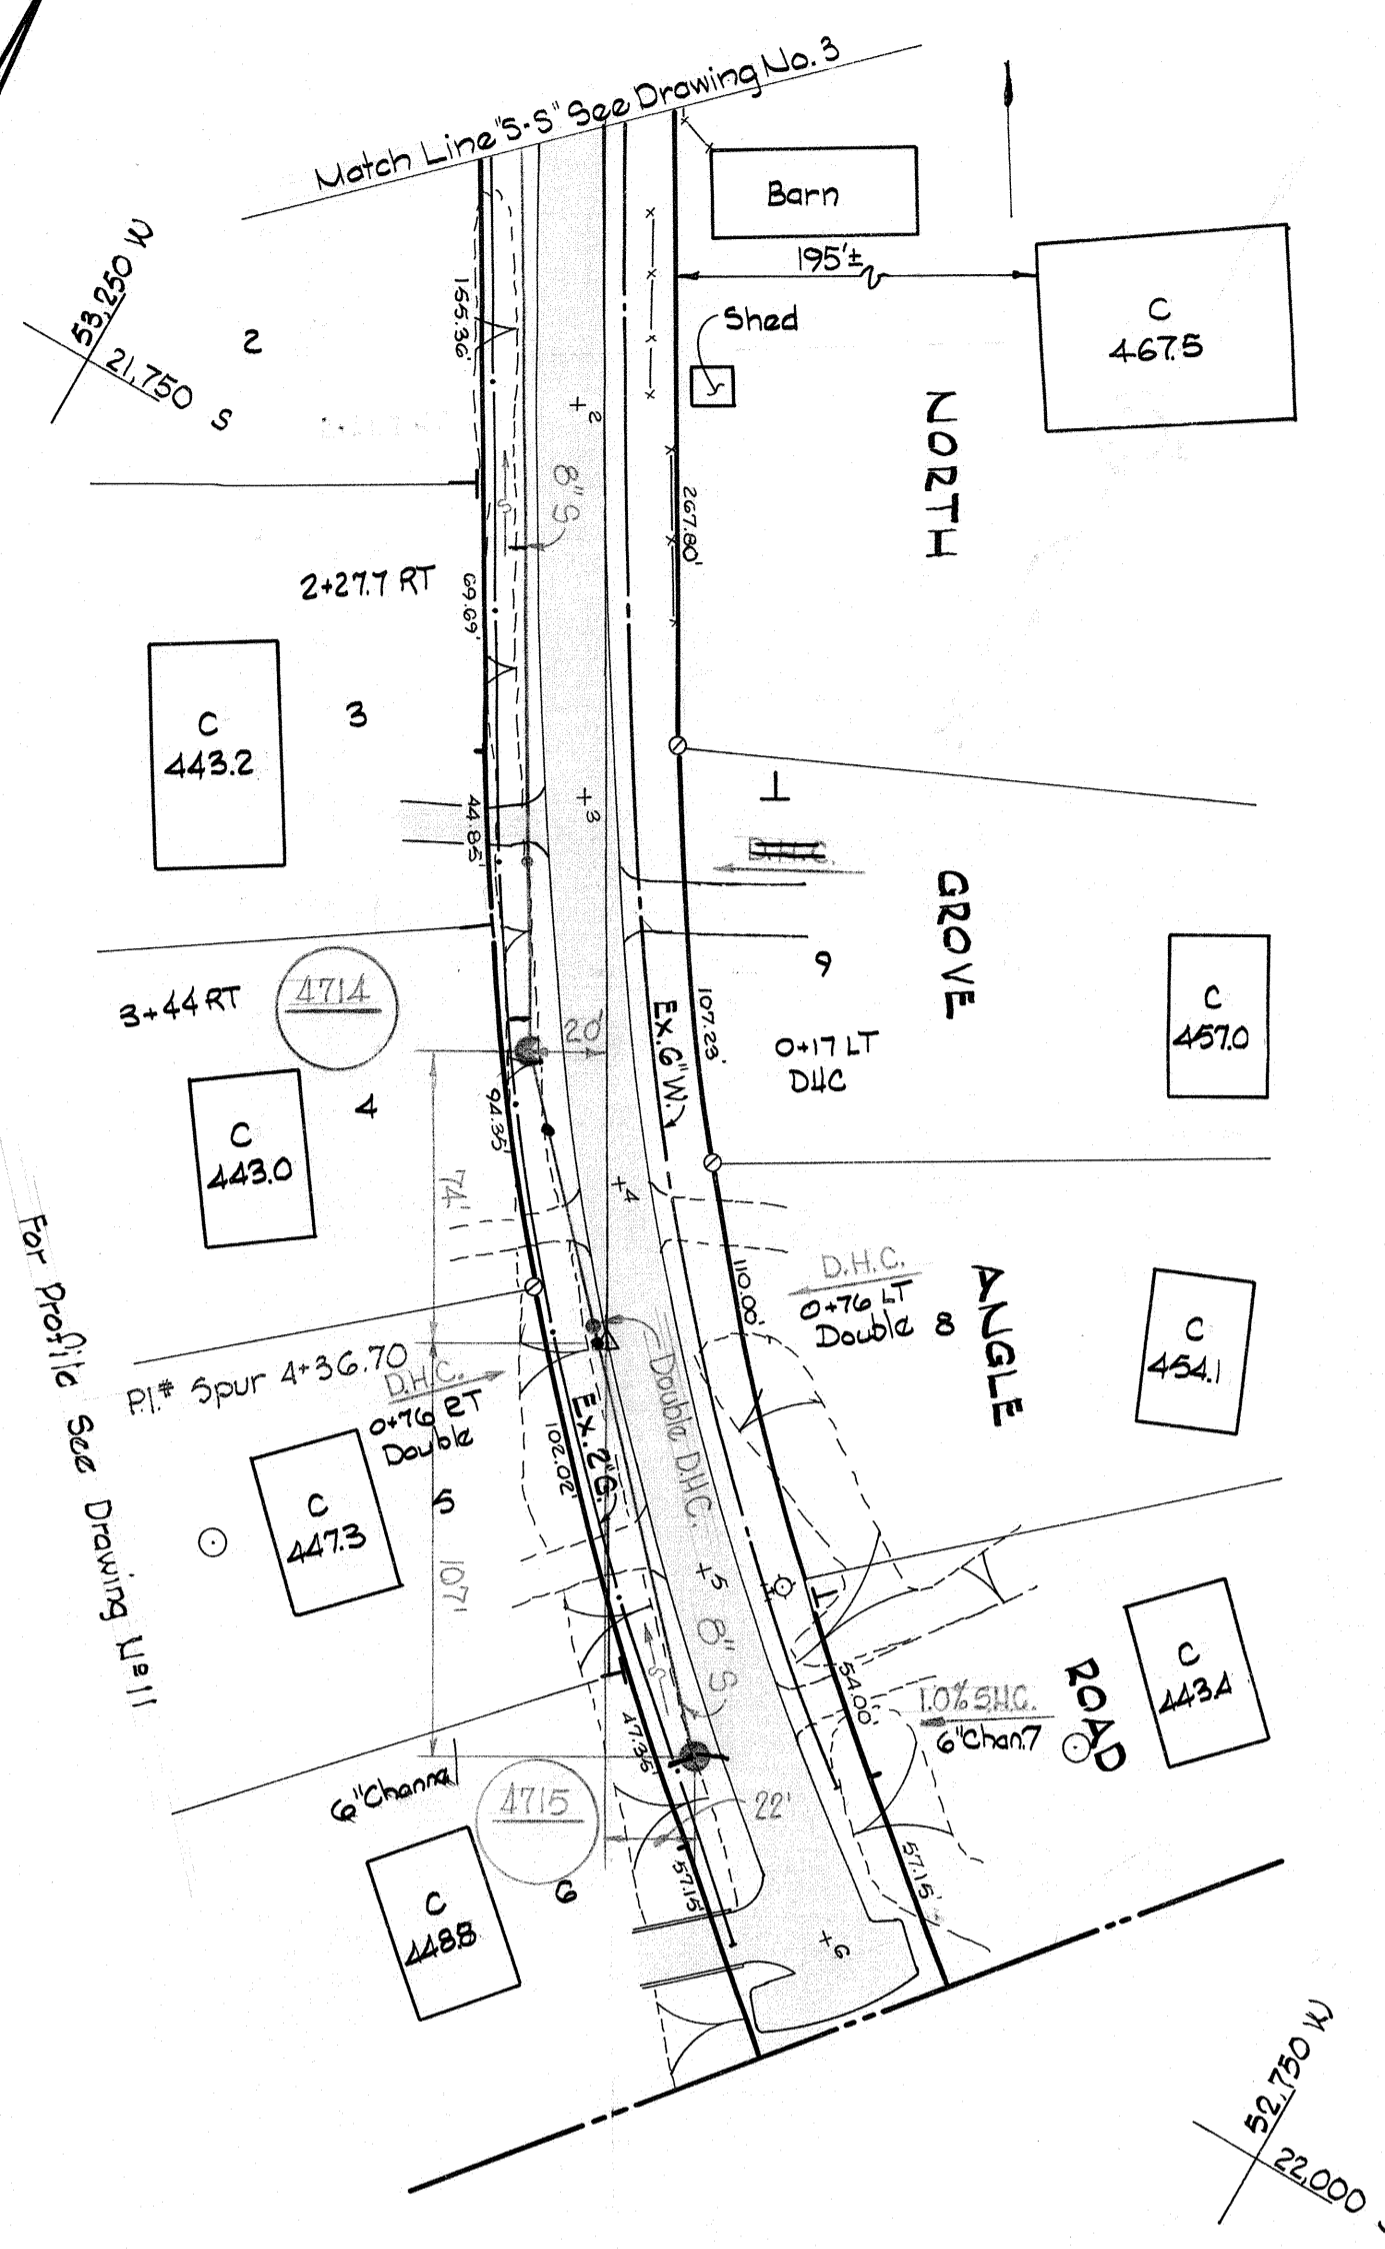 Match Line "S-S" See Drawing No. 3
Barn
195'±
C
467.5
Shed
53,250 W
21,750 S
2
155.36'
+2
8" S
S
267.80'
NORTH
2+27.7 RT
69.69'
C
443.2
3
+3
44.85'
D.H.C.
GROVE
9
3+44 RT
4714
20'
Ex. 6" W.
107.23'
0+17 LT
DHC
C
457.0
C
443.0
4
94.35'
74'
+4
D.H.C.
0+76 LT
Double
8
110.00'
ANGLE
C
454.1
For Profile See Drawing Nº 11
P.I.# Spur 4+36.70
D.H.C.
0+76 RT
Double
Ex. 2" G.
Double D.H.C.
102.02'
C
447.3
5
107'
+5
8" S
S
54.00'
1.0% S.H.C.
6" Chan.7
ROAD
C
443.4
47.35'
6" Channel
4715
22'
57.15'
57.15'
C
448.8
6
+6
52,750 W
22,000